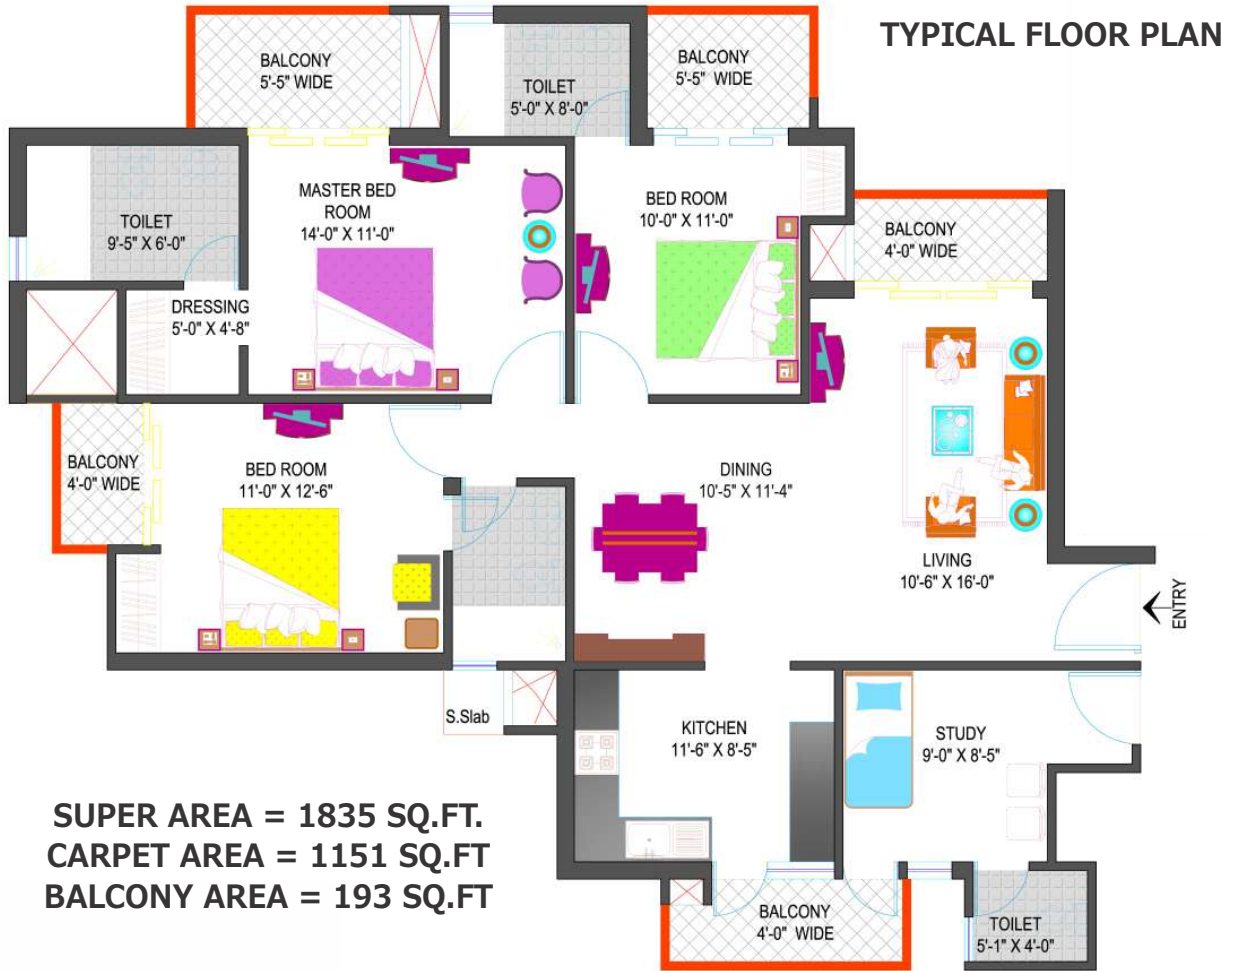 TYPICAL FLOOR PLAN
BALCONY
5'-5" WIDE
TOILET
5'-0" X 8'-0"
BALCONY
5'-5" WIDE
MASTER BED
ROOM
14'-0" X 11'-0"
BED ROOM
10'-0" X 11'-0"
TOILET
9'-5" X 6'-0"
BALCONY
4'-0" WIDE
DRESSING
5'-0" X 4'-8"
BALCONY
4'-0" WIDE
BED ROOM
11'-0" X 12'-6"
DINING
10'-5" X 11'-4"
LIVING
10'-6" X 16'-0"
ENTRY
S.Slab
KITCHEN
11'-6" X 8'-5"
STUDY
9'-0" X 8'-5"
SUPER AREA = 1835 SQ.FT.
CARPET AREA = 1151 SQ.FT
BALCONY AREA = 193 SQ.FT
BALCONY
4'-0" WIDE
TOILET
5'-1" X 4'-0"